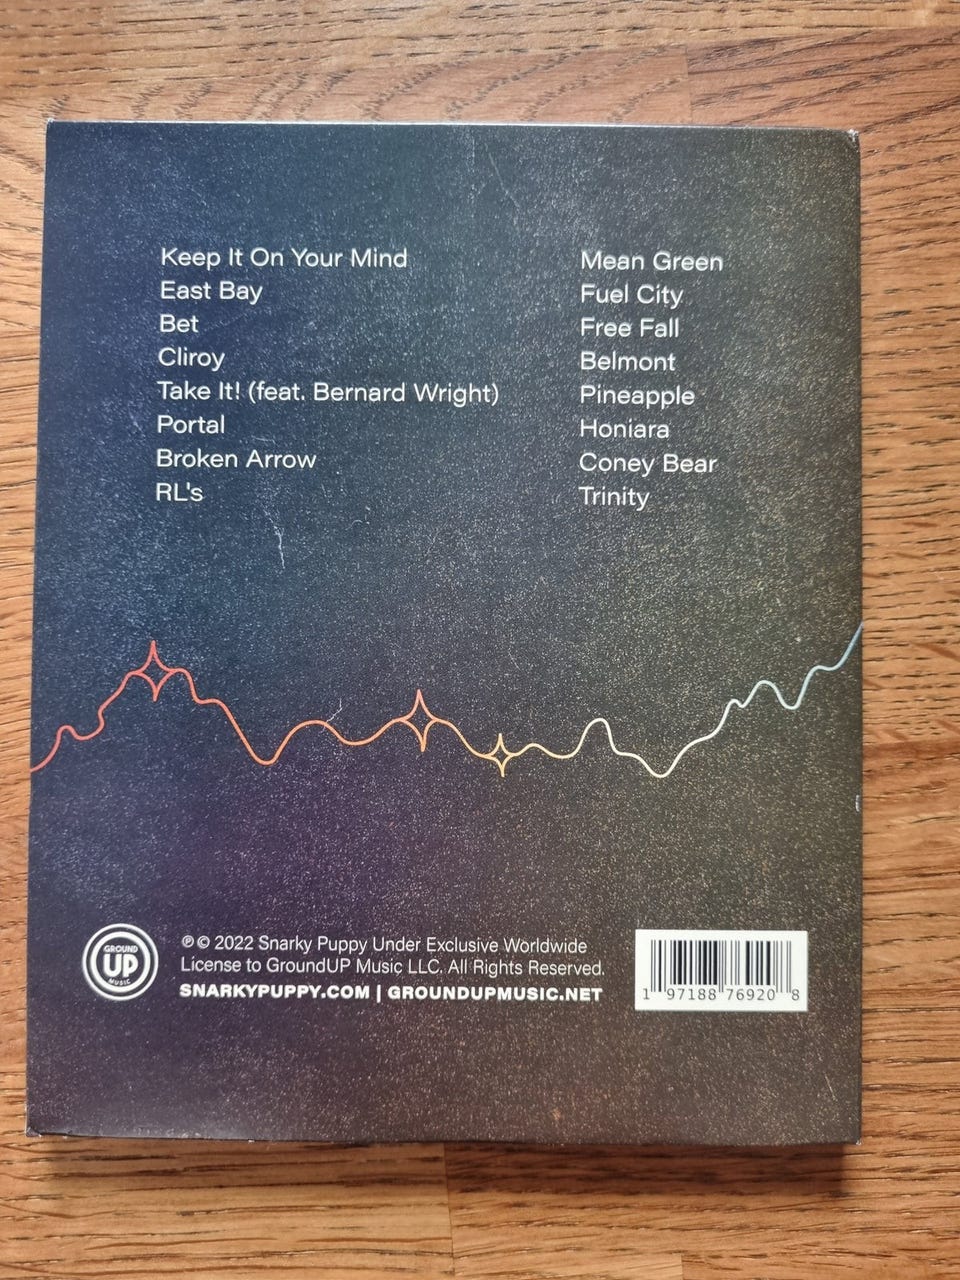 Keep It On Your Mind
East Bay
Bet
Cliroy
Take It! (feat. Bernard Wright)
Portal
Broken Arrow
RL's
Mean Green
Fuel City
Free Fall
Belmont
Pineapple
Honiara
Coney Bear
Trinity
GROUND
UP
MUSIC
℗ © 2022 Snarky Puppy Under Exclusive Worldwide
License to GroundUP Music LLC. All Rights Reserved.
SNARKYPUPPY.COM | GROUNDUPMUSIC.NET
1 97188 76920 8